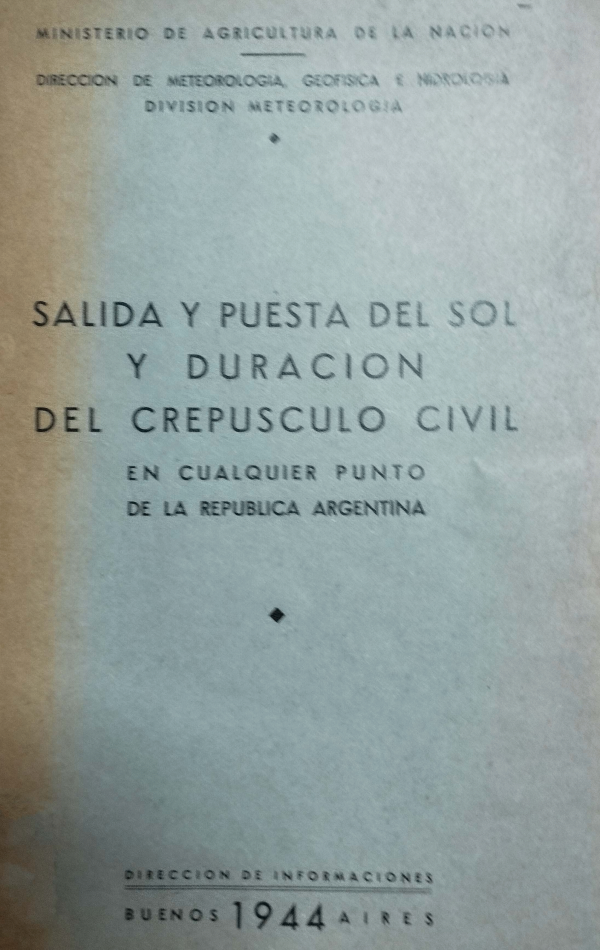 MINISTERIO DE AGRICULTURA DE LA NACION
DIRECCION DE METEOROLOGIA, GEOFISICA E HIDROLOGIA
DIVISION METEOROLOGIA
SALIDA Y PUESTA DEL SOL
Y DURACION
DEL CREPUSCULO CIVIL
EN CUALQUIER PUNTO
DE LA REPUBLICA ARGENTINA
DIRECCION DE INFORMACIONES
BUENOS 1944 AIRES